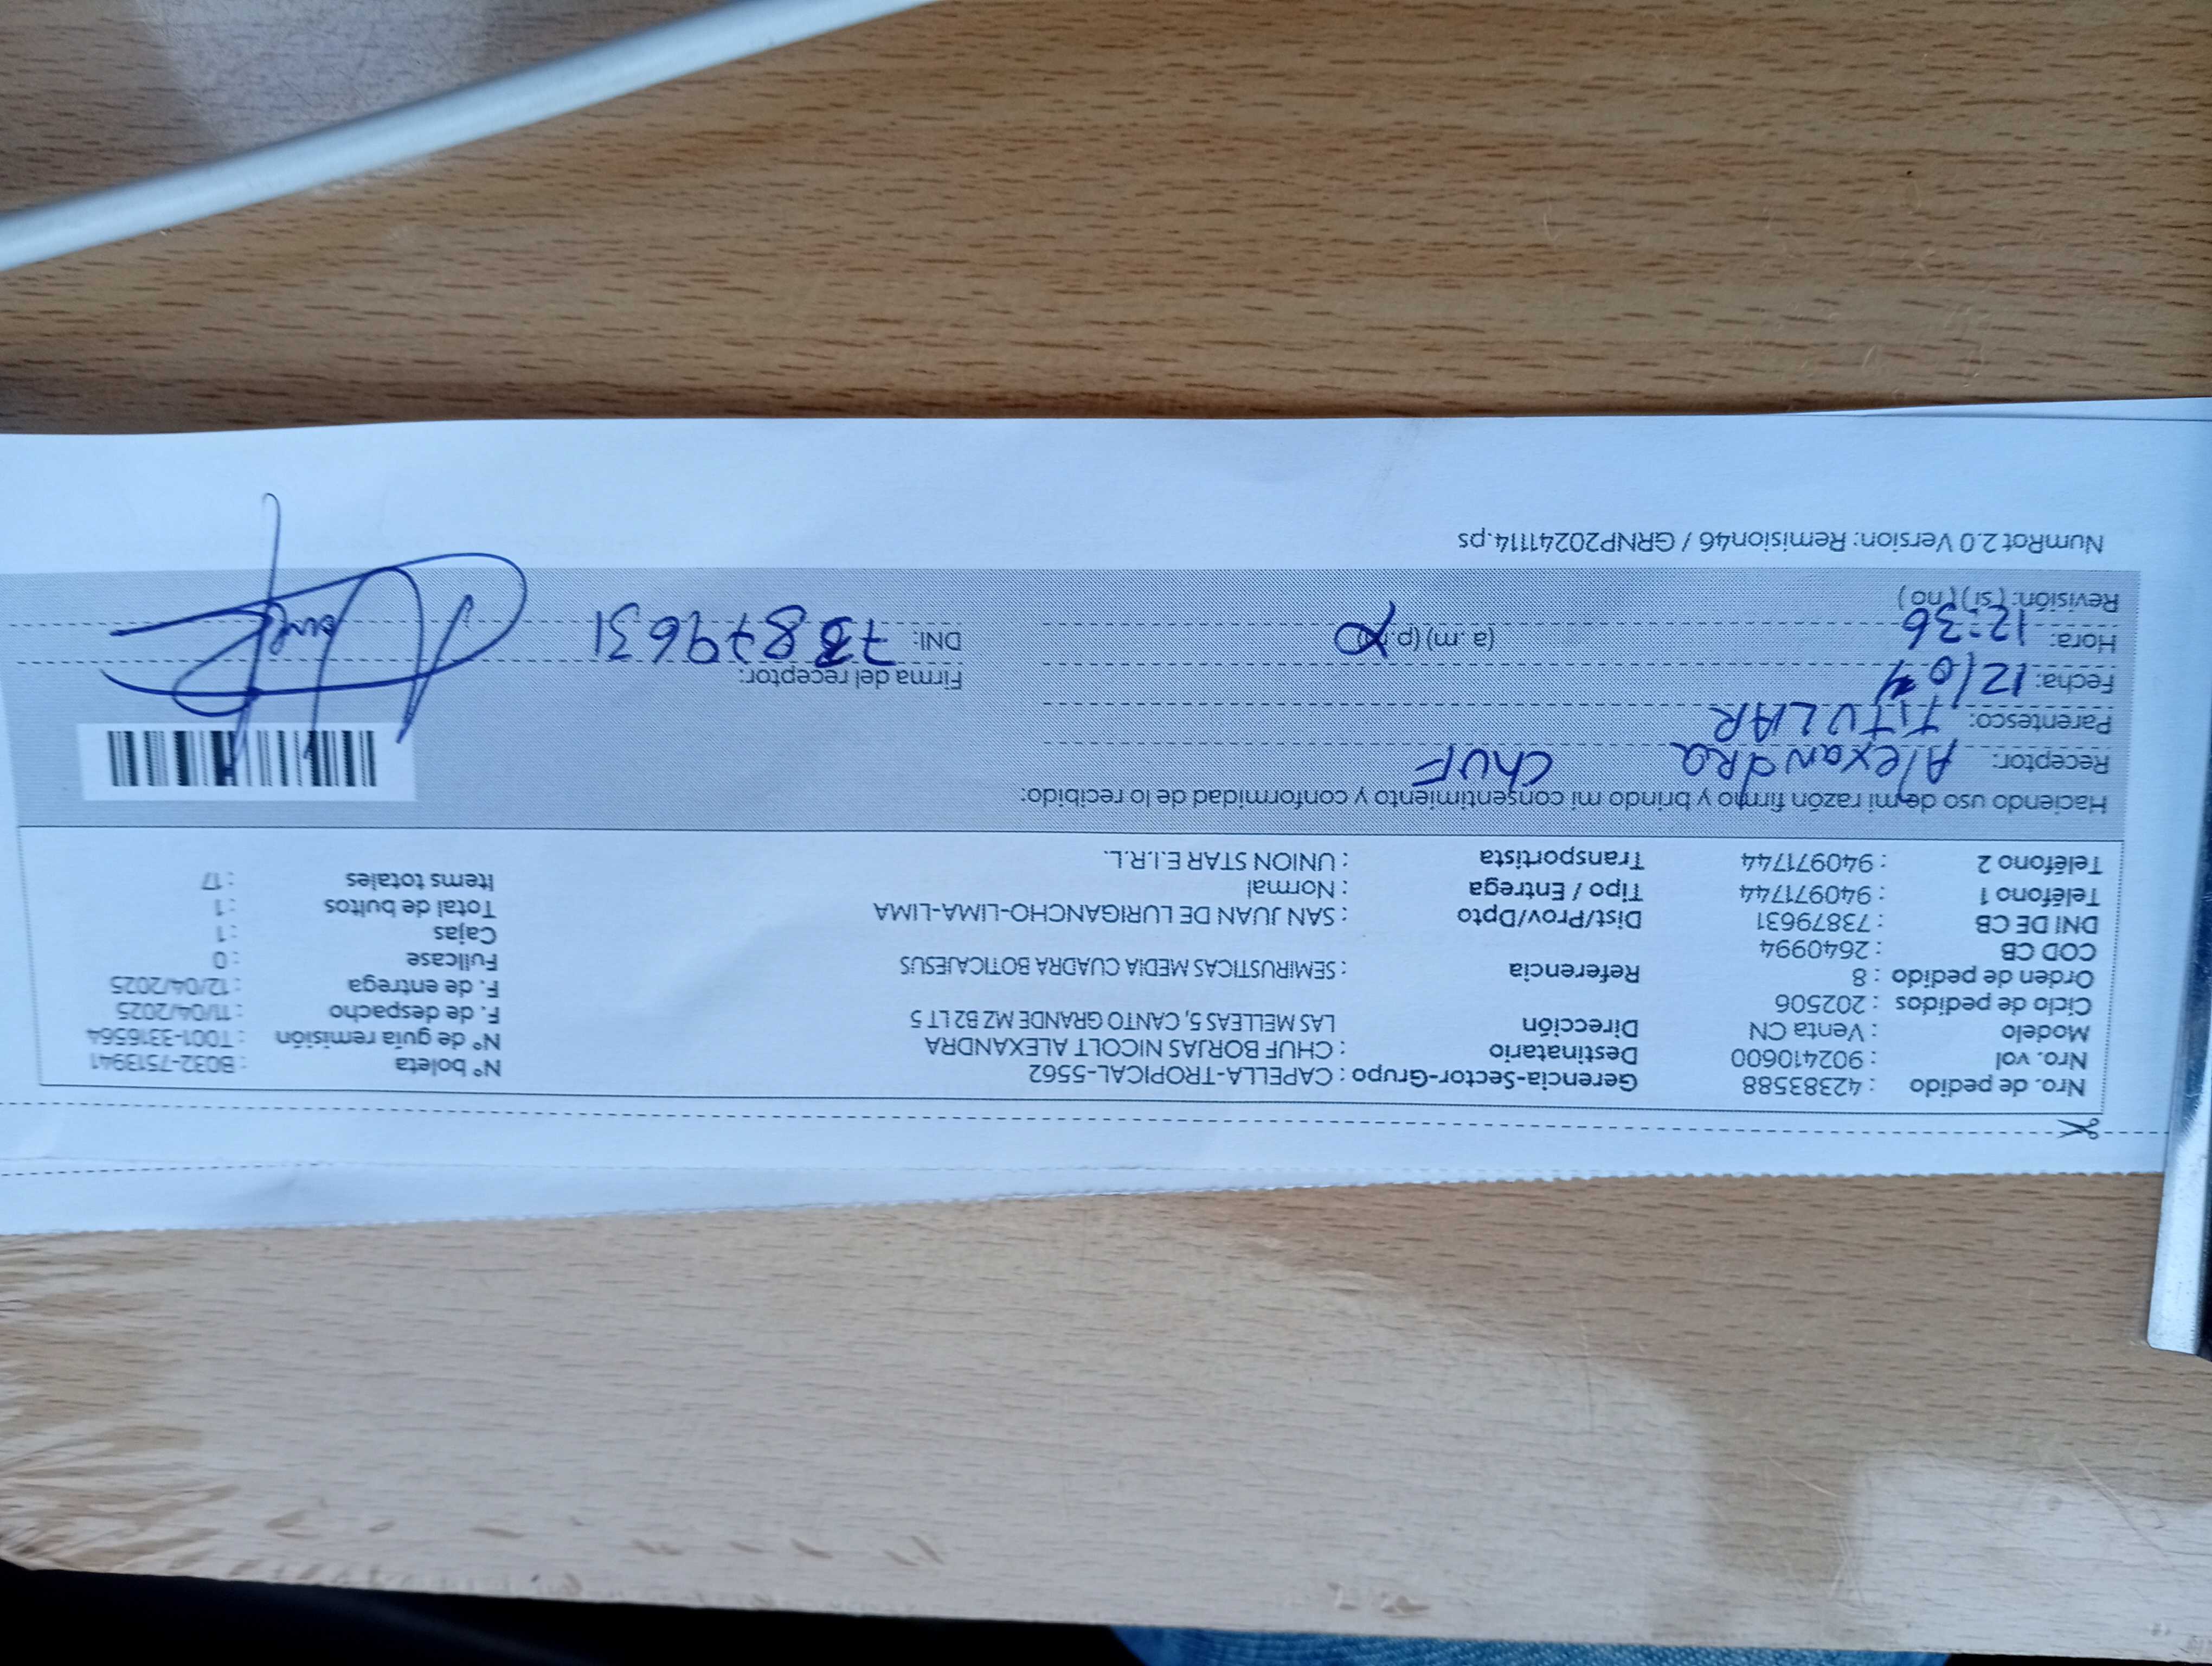 Nro. de pedido : 42383588 Gerencia-Sector-Grupo : CAPELLA-TROPICAL-5562 N° boleta : B032-7513941
Nro. vol : 902410600 Destinatario : CHUF BORJAS NICOLT ALEXANDRA N° de guía remisión : T001-3316564
Modelo : Venta CN Dirección LAS MELLEAS 5, CANTO GRANDE MZ B2 LT 5 F. de despacho : 11/04/2025
Ciclo de pedidos : 202506 F. de entrega : 12/04/2025
Orden de pedido : 8 Referencia : SEMIRUSTICAS MEDIA CUADRA BOTICAJESUS Fullcase : 0
COD CB : 2640994 Cajas : 1
DNI DE CB : 73879631 Dist/Prov/Dpto : SAN JUAN DE LURIGANCHO-LIMA-LIMA Total de bultos : 1
Teléfono 1 : 940971744 Tipo / Entrega : Normal Items totales : 17
Teléfono 2 : 940971744 Transportista : UNION STAR E.I.R.L.
Haciendo uso de mi razón firmo y brindo mi consentimiento y conformidad de lo recibido:
Receptor: Alexandra Chuf
Parentesco: TiTULAR
Fecha: 12/04 Firma del receptor:
Hora: 12:36 (a.m) (p.m) DNI: 73879631
Revisión: (si) (no)
NumRot 2.0 Version: Remision46 / GRNP20241114.ps